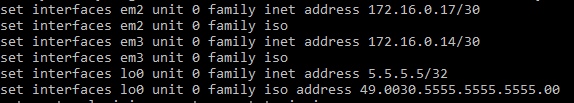 set interfaces em2 unit 0 family inet address 172.16.0.17/30
set interfaces em2 unit 0 family iso
set interfaces em3 unit 0 family inet address 172.16.0.14/30
set interfaces em3 unit 0 family iso
set interfaces lo0 unit 0 family inet address 5.5.5.5/32
set interfaces lo0 unit 0 family iso address 49.0030.5555.5555.5555.00